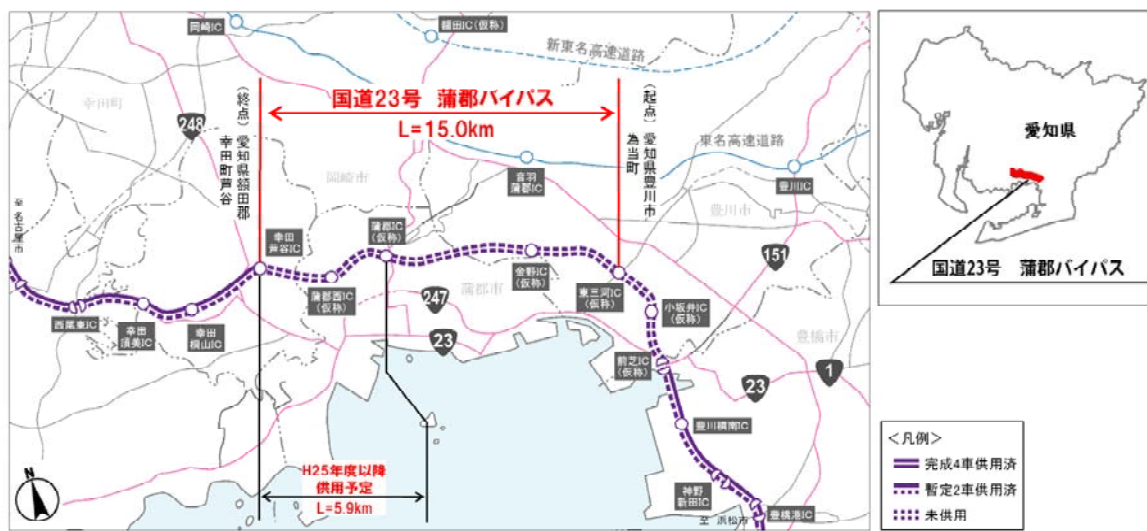 岡崎IC
額田IC(仮称)
新東名高速道路
幸田町
248
国道23号 蒲郡バイパス
L=15.0km
(終点)愛知県額田郡
幸田町芦谷
(起点)愛知県豊川市
為当町
東名高速道路
岡崎市
音羽
蒲郡IC
豊川IC
豊川市
至 名古屋市
幸田
芦谷IC
蒲郡IC
(仮称)
151
西尾東IC
幸田
須美IC
幸田
桐山IC
蒲郡西IC
(仮称)
247
蒲郡市
金野IC
(仮称)
東三河IC
(仮称)
小坂井IC
(仮称)
23
前芝IC
(仮称)
豊橋市
1
23
豊川橋南IC
H25年度以降
供用予定
L=5.9km
神野
新田IC
豊橋港IC
至 浜松市
N
愛知県
国道23号 蒲郡バイパス
<凡例>
完成4車供用済
暫定2車供用済
未供用